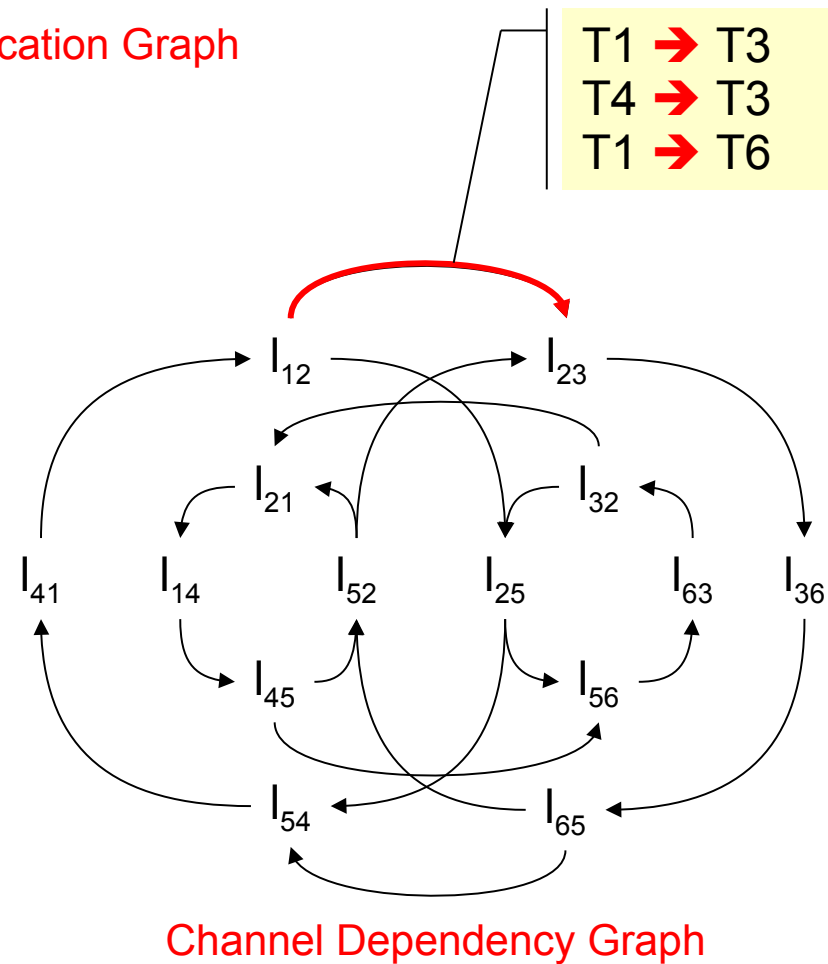 cation Graph
T1 ➔ T3
T4 ➔ T3
T1 ➔ T6
l12 l23
l21 l32
l41 l14 l52 l25 l63 l36
l45 l56
l54 l65
Channel Dependency Graph